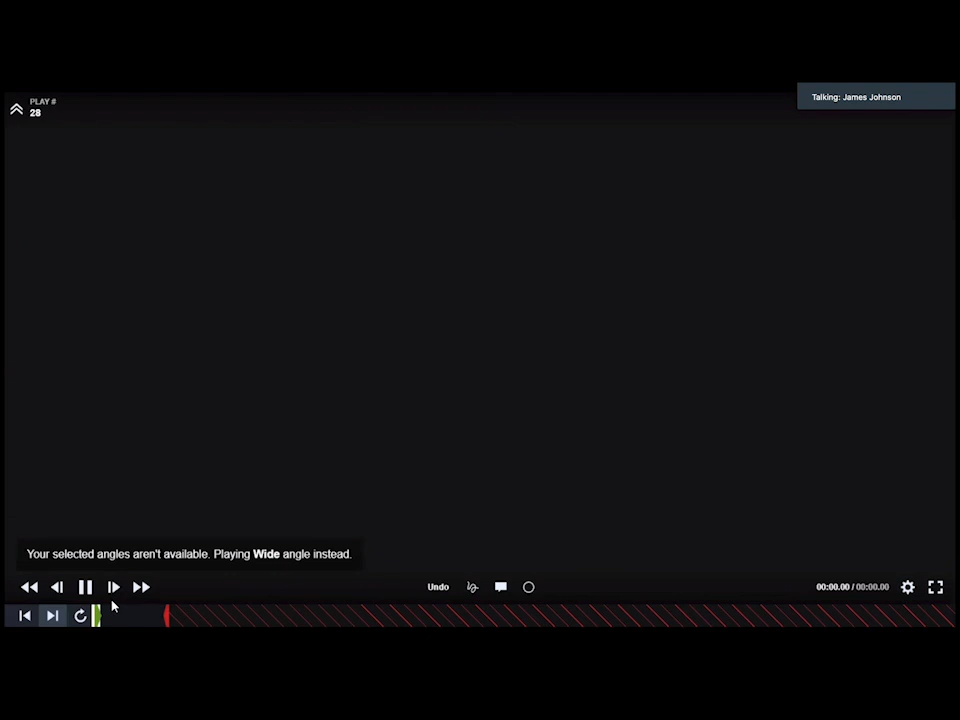 PLAY #
28
Talking: James Johnson
Your selected angles aren't available. Playing Wide angle instead.
Undo
00:00.00 / 00:00.00